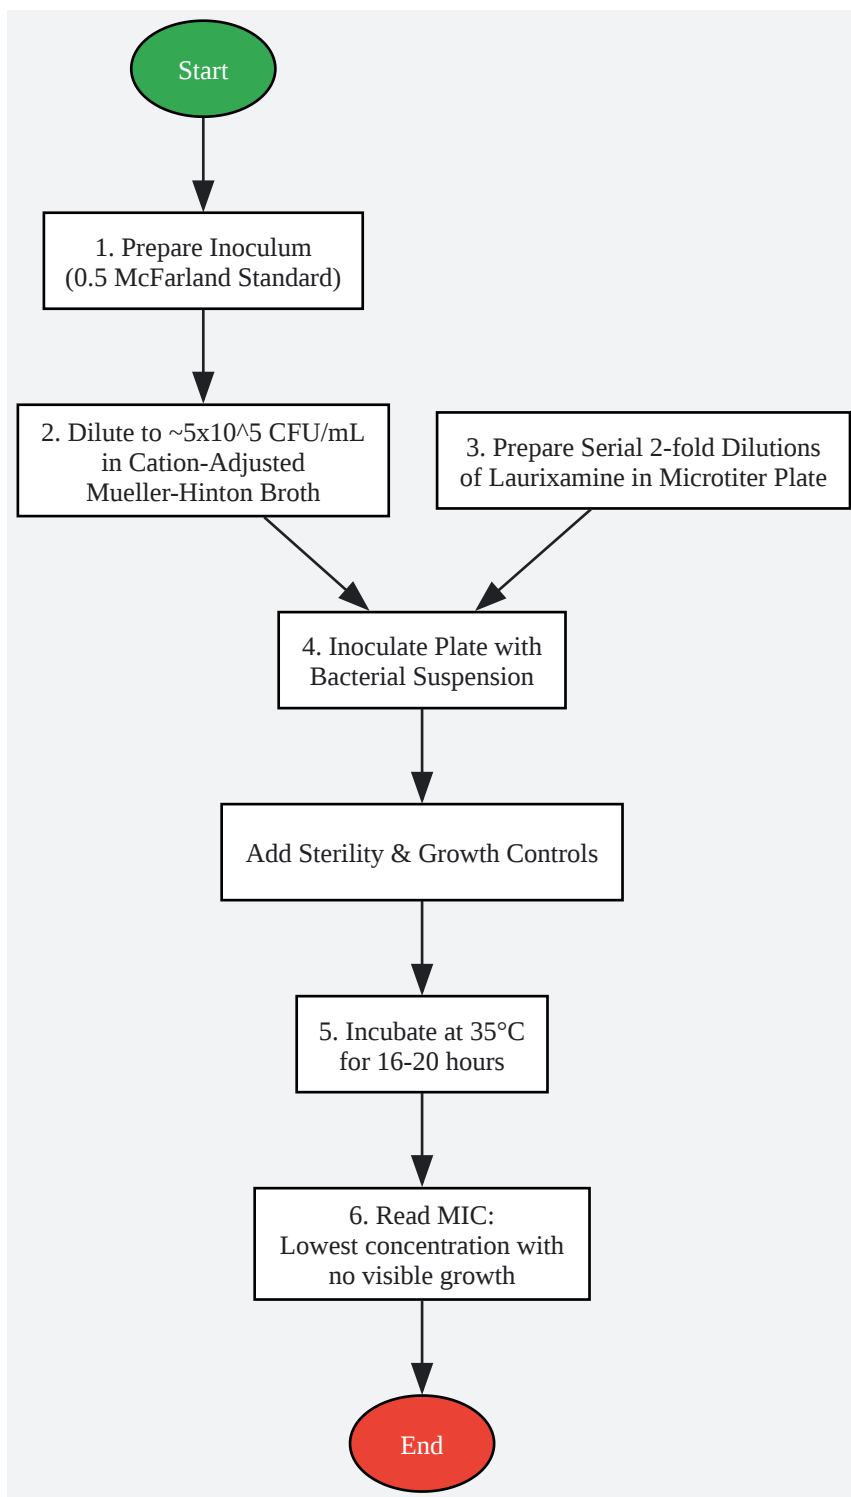 Start
1. Prepare Inoculum
(0.5 McFarland Standard)
2. Dilute to ~5x10^5 CFU/mL
in Cation-Adjusted
Mueller-Hinton Broth
3. Prepare Serial 2-fold Dilutions
of Laurixamine in Microtiter Plate
4. Inoculate Plate with
Bacterial Suspension
Add Sterility & Growth Controls
5. Incubate at 35°C
for 16-20 hours
6. Read MIC:
Lowest concentration with
no visible growth
End